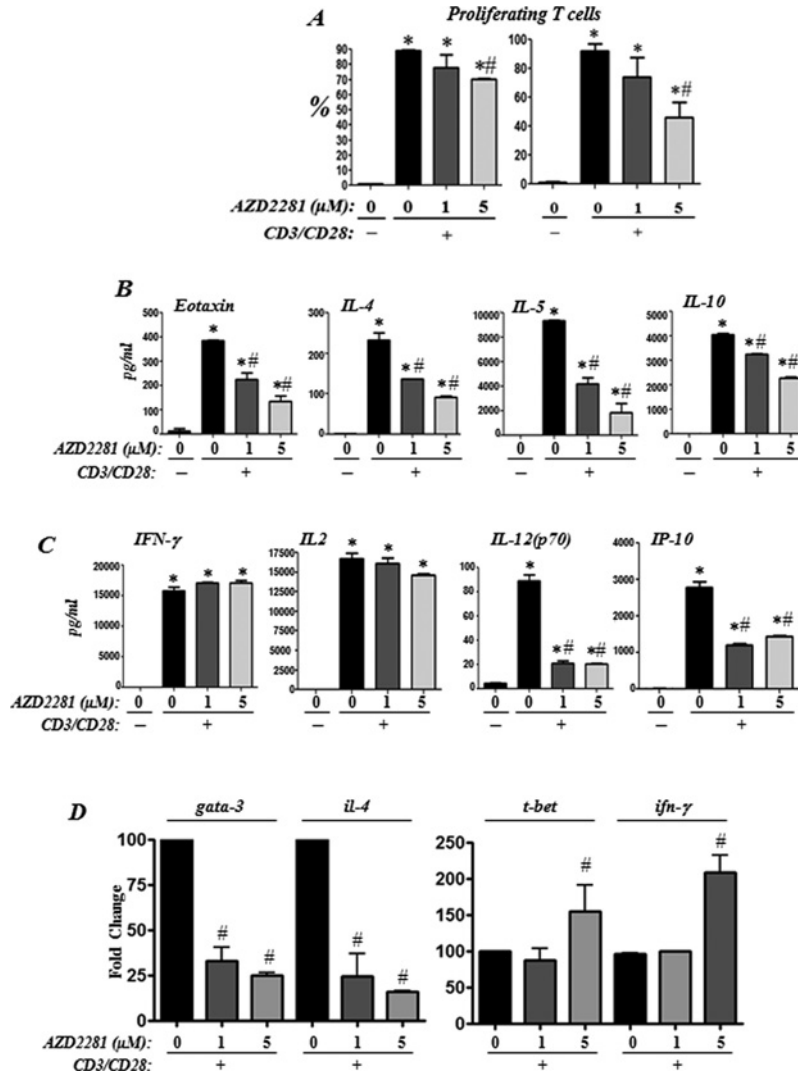 A Proliferating T cells
* * *# * * *#
90 100
80
70 80
60
50 60
% 40 40
30
20 20
10
0 0
AZD2281 (µM): 0 0 1 5 0 0 1 5
CD3/CD28: – + – +
B Eotaxin IL-4 IL-5 IL-10
* *# *# * *# *# * *# *# * *# *#
pg/ml
500 300 10000 5000
400 8000 4000
300 200 6000 3000
200 100 4000 2000
100 2000 1000
0 0 0 0
AZD2281 (µM): 0 0 1 5 0 0 1 5 0 0 1 5 0 0 1 5
CD3/CD28: – + – + – + – +
C IFN-γ IL2 IL-12(p70) IP-10
* * * * * * * *# *# * *# *#
pg/ml
20000 17500 100 4000
15000 15000 80 3000
12500
10000 10000 60 2000
7500 40
5000 5000 20 1000
2500
0 0 0 0
AZD2281 (µM): 0 0 1 5 0 0 1 5 0 0 1 5 0 0 1 5
CD3/CD28: – + – + – + – +
D gata-3 il-4 t-bet ifn-γ
# # # # # #
Fold Change
100 250
75 200
50 150
25 100
0 50
0
AZD2281 (µM): 0 1 5 0 1 5 0 1 5 0 1 5
CD3/CD28: + + + +